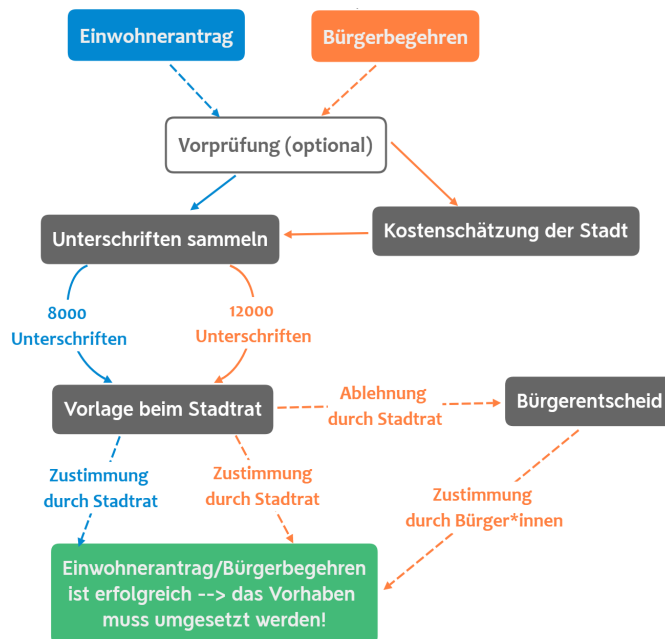 Einwohnerantrag
Bürgerbegehren
Vorprüfung (optional)
Unterschriften sammeln
Kostenschätzung der Stadt
8000
Unterschriften
12000
Unterschriften
Vorlage beim Stadtrat
Ablehnung
durch Stadtrat
Bürgerentscheid
Zustimmung
durch Stadtrat
Zustimmung
durch Stadtrat
Zustimmung
durch Bürger*innen
Einwohnerantrag/Bürgerbegehren
ist erfolgreich --> das Vorhaben
muss umgesetzt werden!